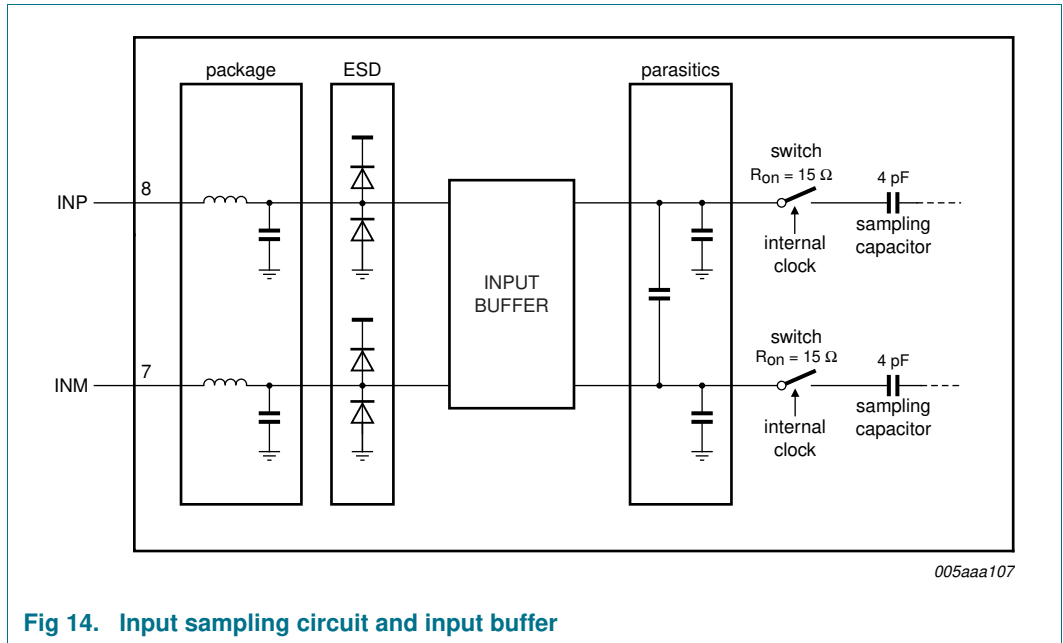 package
ESD
parasitics
switch
Ron = 15 Ω
4 pF
INP
8
sampling
capacitor
internal
clock
INPUT
BUFFER
switch
Ron = 15 Ω
4 pF
INM
7
sampling
capacitor
internal
clock
005aaa107
Fig 14. Input sampling circuit and input buffer